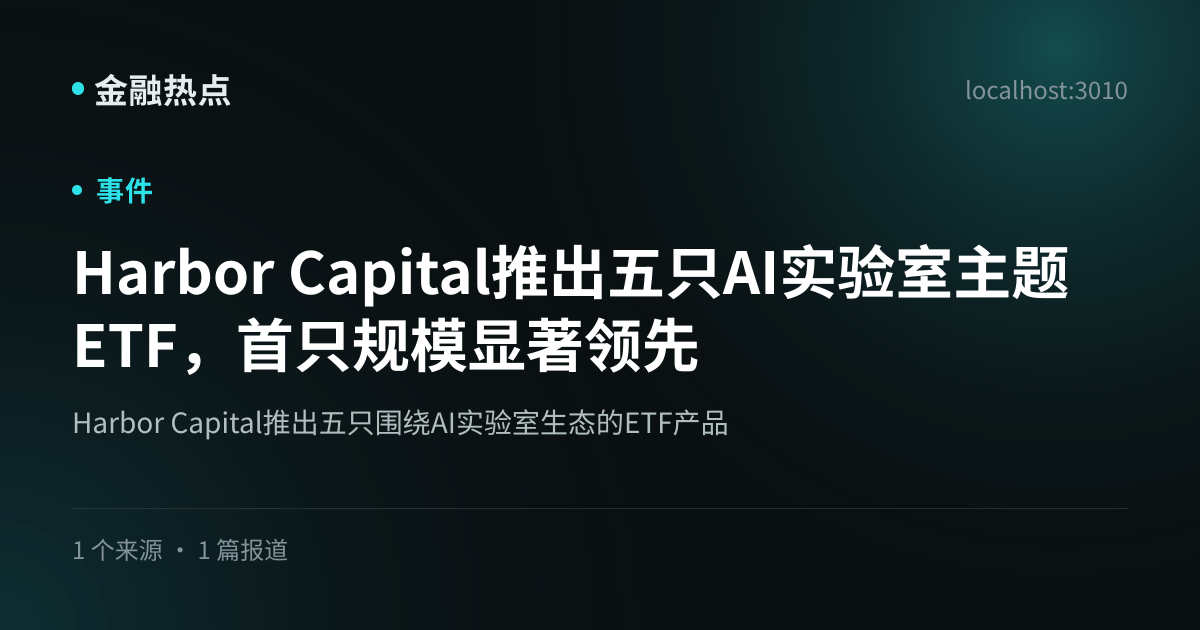 金融热点
localhost:3010
事件
Harbor Capital推出五只AI实验室主题
ETF，首只规模显著领先
Harbor Capital推出五只围绕AI实验室生态的ETF产品
1 个来源 · 1 篇报道